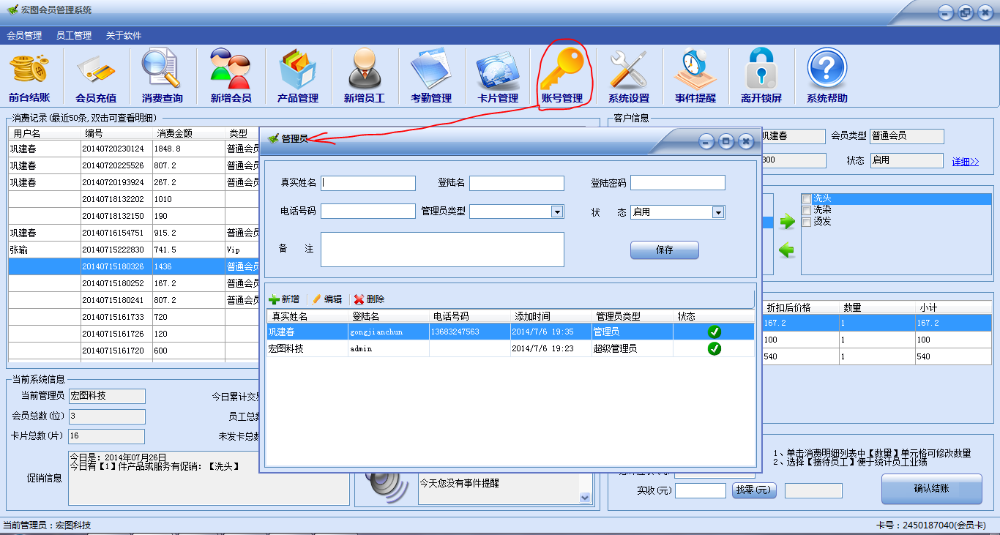 宏图会员管理系统
会员管理 员工管理 关于软件
前台结账 会员充值 消费查询 新增会员 产品管理 新增员工 考勤管理 卡片管理 账号管理 系统设置 事件提醒 离开锁屏 系统帮助
消费记录(最近50条,双击可查看明细)
用户名 编号 消费金额 类型
巩建春 20140720230124 1848.8 普通会员
巩建春 20140720225526 807.2 普通会员
巩建春 20140720193924 267.2 普通会员
20140718132202 1010
20140718132150 190
巩建春 20140716154751 915.2 普通会员
张瑜 20140715222830 741.5 Vip
20140715180326 1436 普通会员
20140715180252 167.2 普通会员
20140715180241 807.2 普通会员
20140715161733 720
20140715161726 120
20140715161720 600
管理员
真实姓名 登陆名 登陆密码
电话号码 管理员类型 状 态 启用
备 注 保存
新增 编辑 删除
真实姓名 登陆名 电话号码 添加时间 管理员类型 状态
巩建春 gongjianchun 13683247563 2014/7/6 19:35 管理员
宏图科技 admin 2014/7/6 19:23 超级管理员
客户信息
巩建春 会员类型 普通会员
300 状态 启用 详细>>
洗头
洗染
烫发
折扣后价格 数量 小计
167.2 1 167.2
100 1 100
540 1 540
当前系统信息
当前管理员 宏图科技 今日累计交易
会员总数(位) 3 员工总数
卡片总数(片) 16 未发卡总数
促销信息
今日是: 2014年07月26日
今日有【1】件产品或服务有促销: 【洗头】
今天您没有事件提醒
1、单击消费明细列表中【数量】单元格可修改数量
2、选择【接待员工】便于统计员工业绩
实收(元) 找零(元) 确认结账
当前管理员：宏图科技
卡号：2450187040(会员卡)